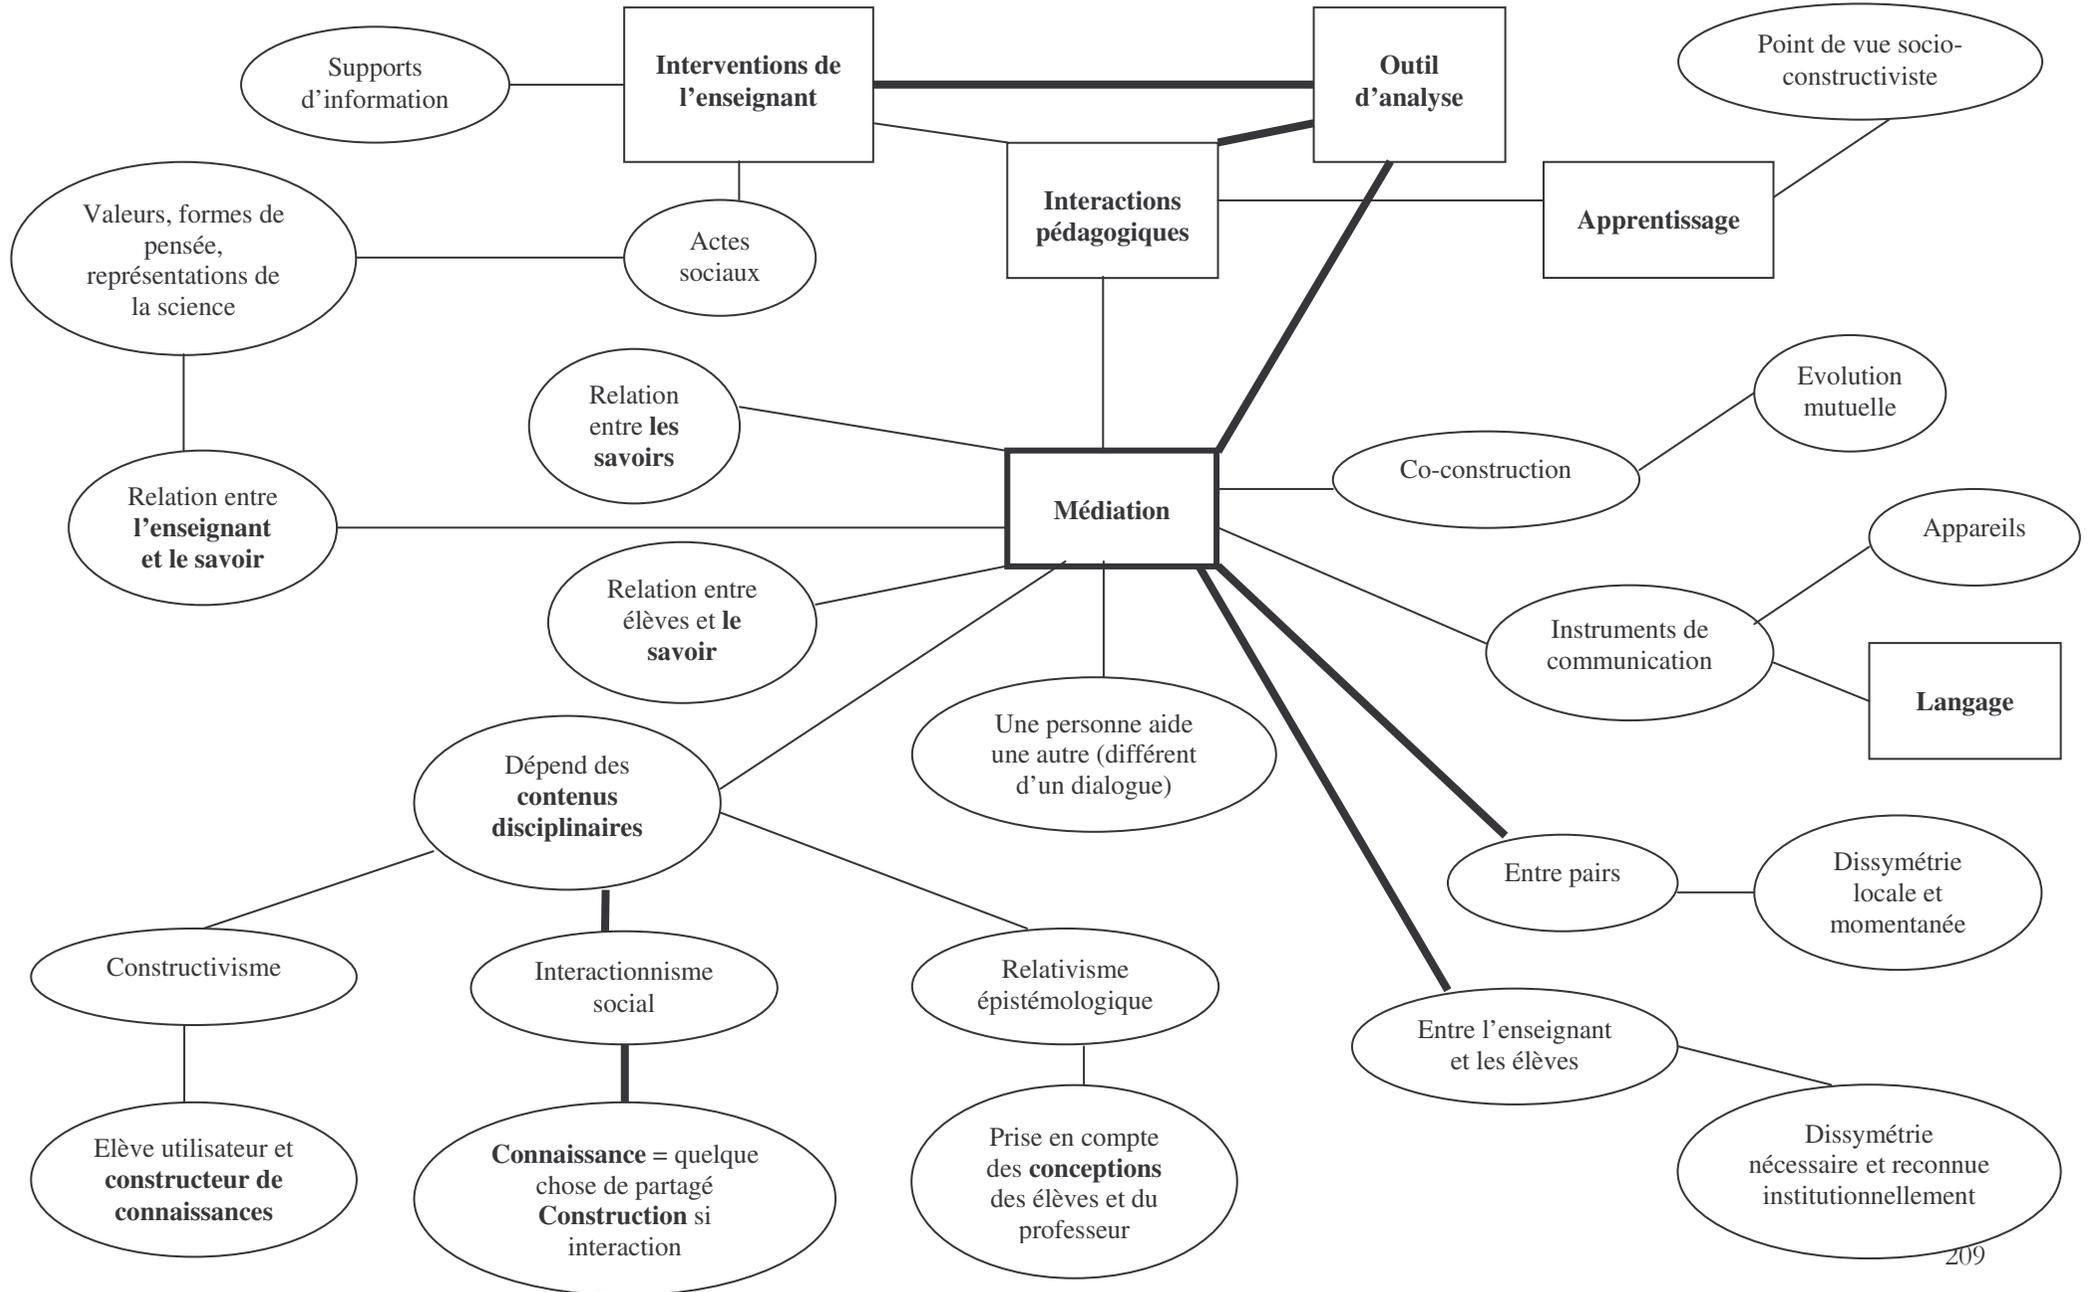 Supports
d’information
Interventions de
l’enseignant
Outil
d’analyse
Point de vue socio-
constructiviste
Valeurs, formes de
pensée,
représentations de
la science
Actes
sociaux
Interactions
pédagogiques
Apprentissage
Relation
entre les
savoirs
Evolution
mutuelle
Co-construction
Relation entre
l’enseignant
et le savoir
Médiation
Appareils
Relation entre
élèves et le
savoir
Instruments de
communication
Langage
Une personne aide
une autre (différent
d’un dialogue)
Dépend des
contenus
disciplinaires
Entre pairs
Dissymétrie
locale et
momentanée
Constructivisme
Interactionnisme
social
Relativisme
épistémologique
Entre l’enseignant
et les élèves
Elève utilisateur et
constructeur de
connaissances
Connaissance = quelque
chose de partagé
Construction si
interaction
Prise en compte
des conceptions
des élèves et du
professeur
Dissymétrie
nécessaire et reconnue
institutionnellement
209